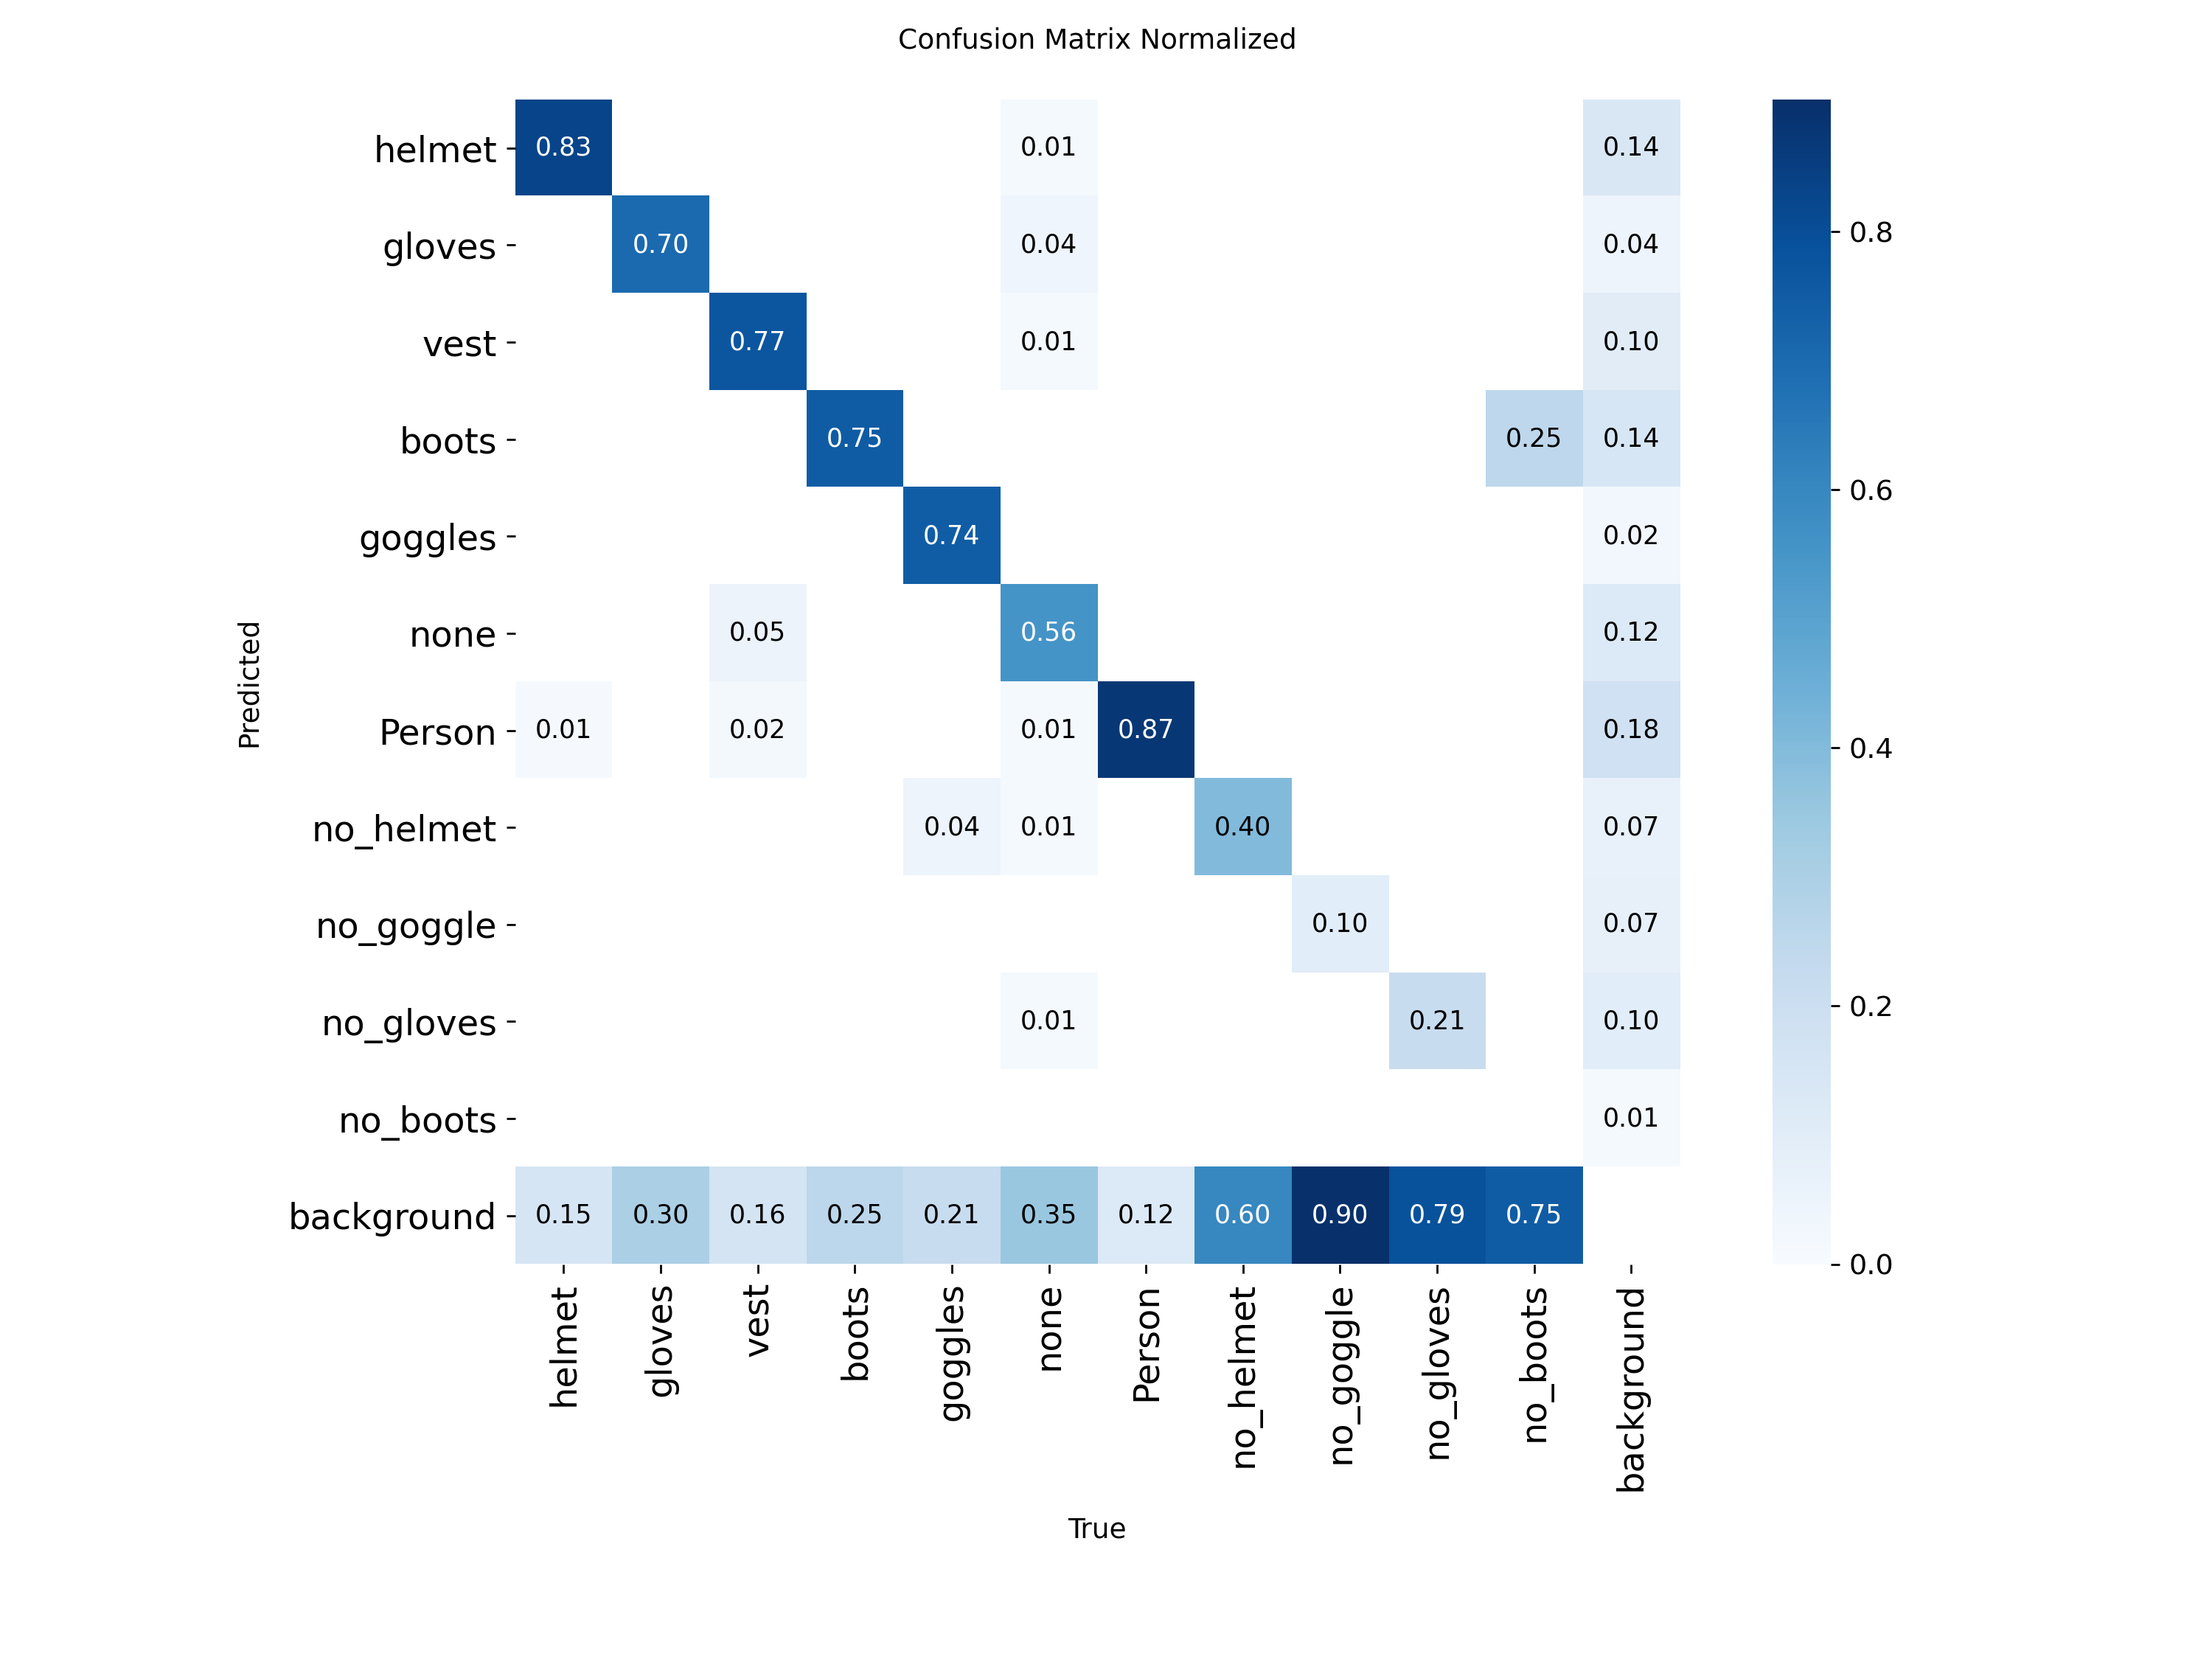 Confusion Matrix Normalized
helmet 0.83 0.01 0.14
gloves 0.70 0.04 0.04 0.8
vest 0.77 0.01 0.10
boots 0.75 0.25 0.14
0.6
goggles 0.74 0.02
none 0.05 0.56 0.12
Predicted
Person 0.01 0.02 0.01 0.87 0.18
0.4
no_helmet 0.04 0.01 0.40 0.07
no_goggle 0.10 0.07
0.2
no_gloves 0.01 0.21 0.10
no_boots 0.01
background 0.15 0.30 0.16 0.25 0.21 0.35 0.12 0.60 0.90 0.79 0.75
0.0
helmet gloves vest boots goggles none Person no_helmet no_goggle no_gloves no_boots background
True